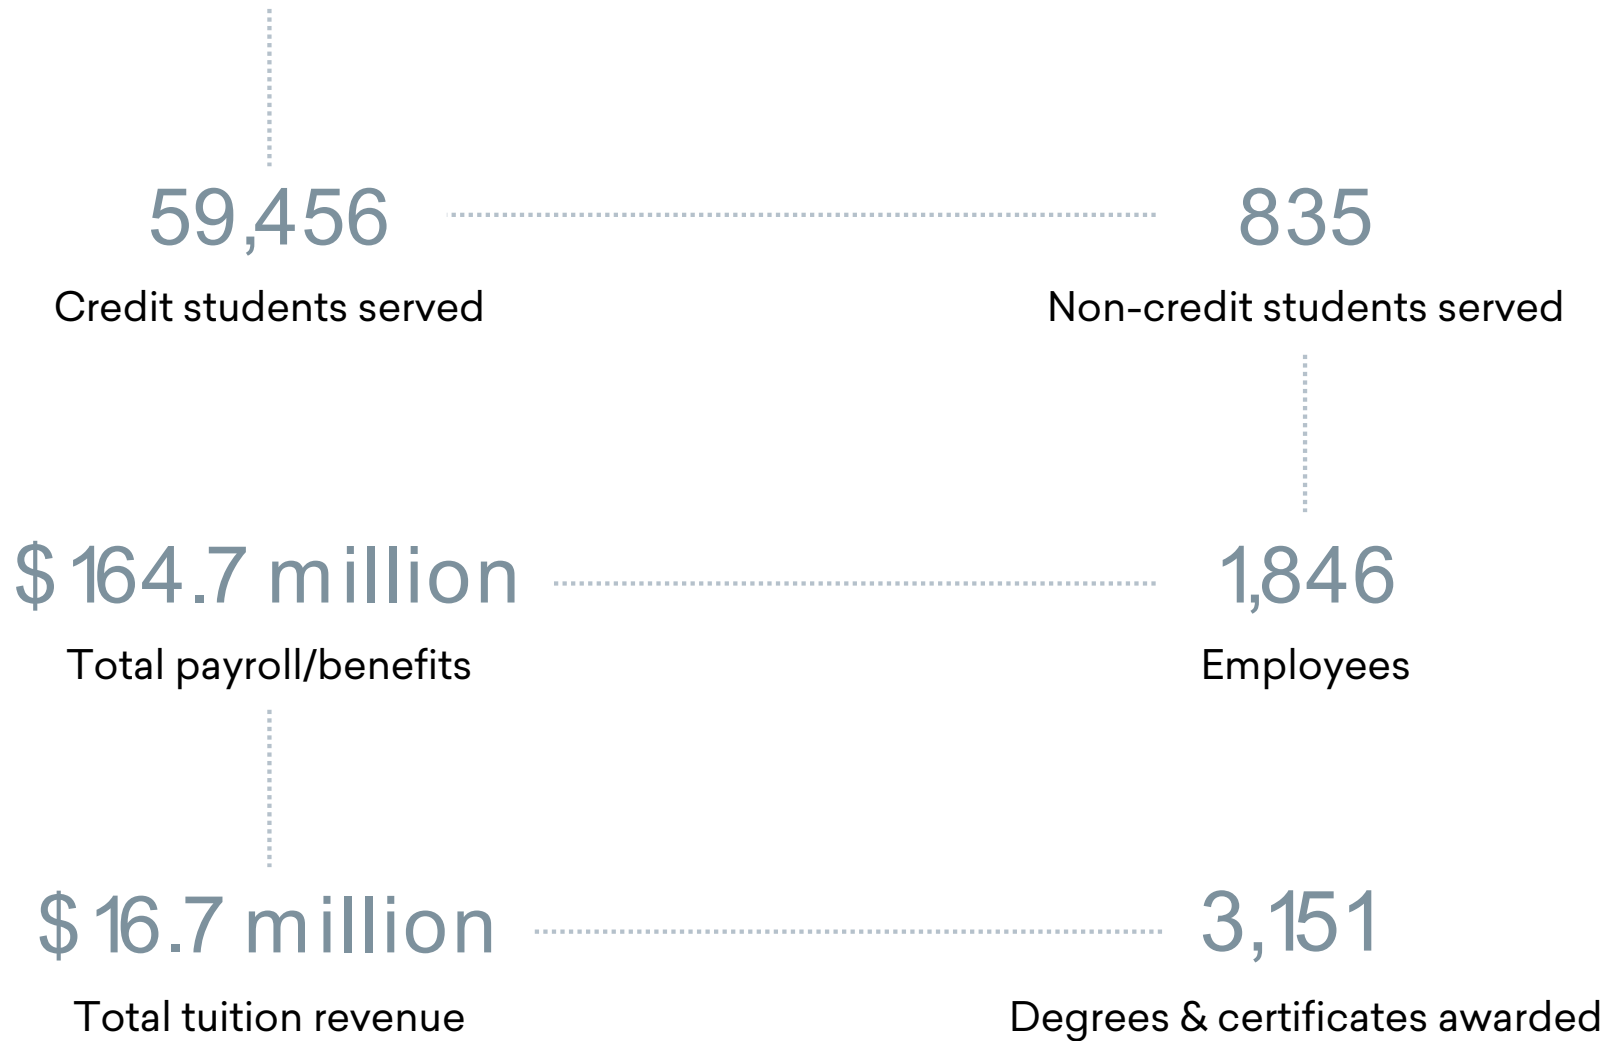 59,456
Credit students served
835
Non-credit students served
$164.7 million
Total payroll/benefits
1,846
Employees
$16.7 million
Total tuition revenue
3,151
Degrees & certificates awarded